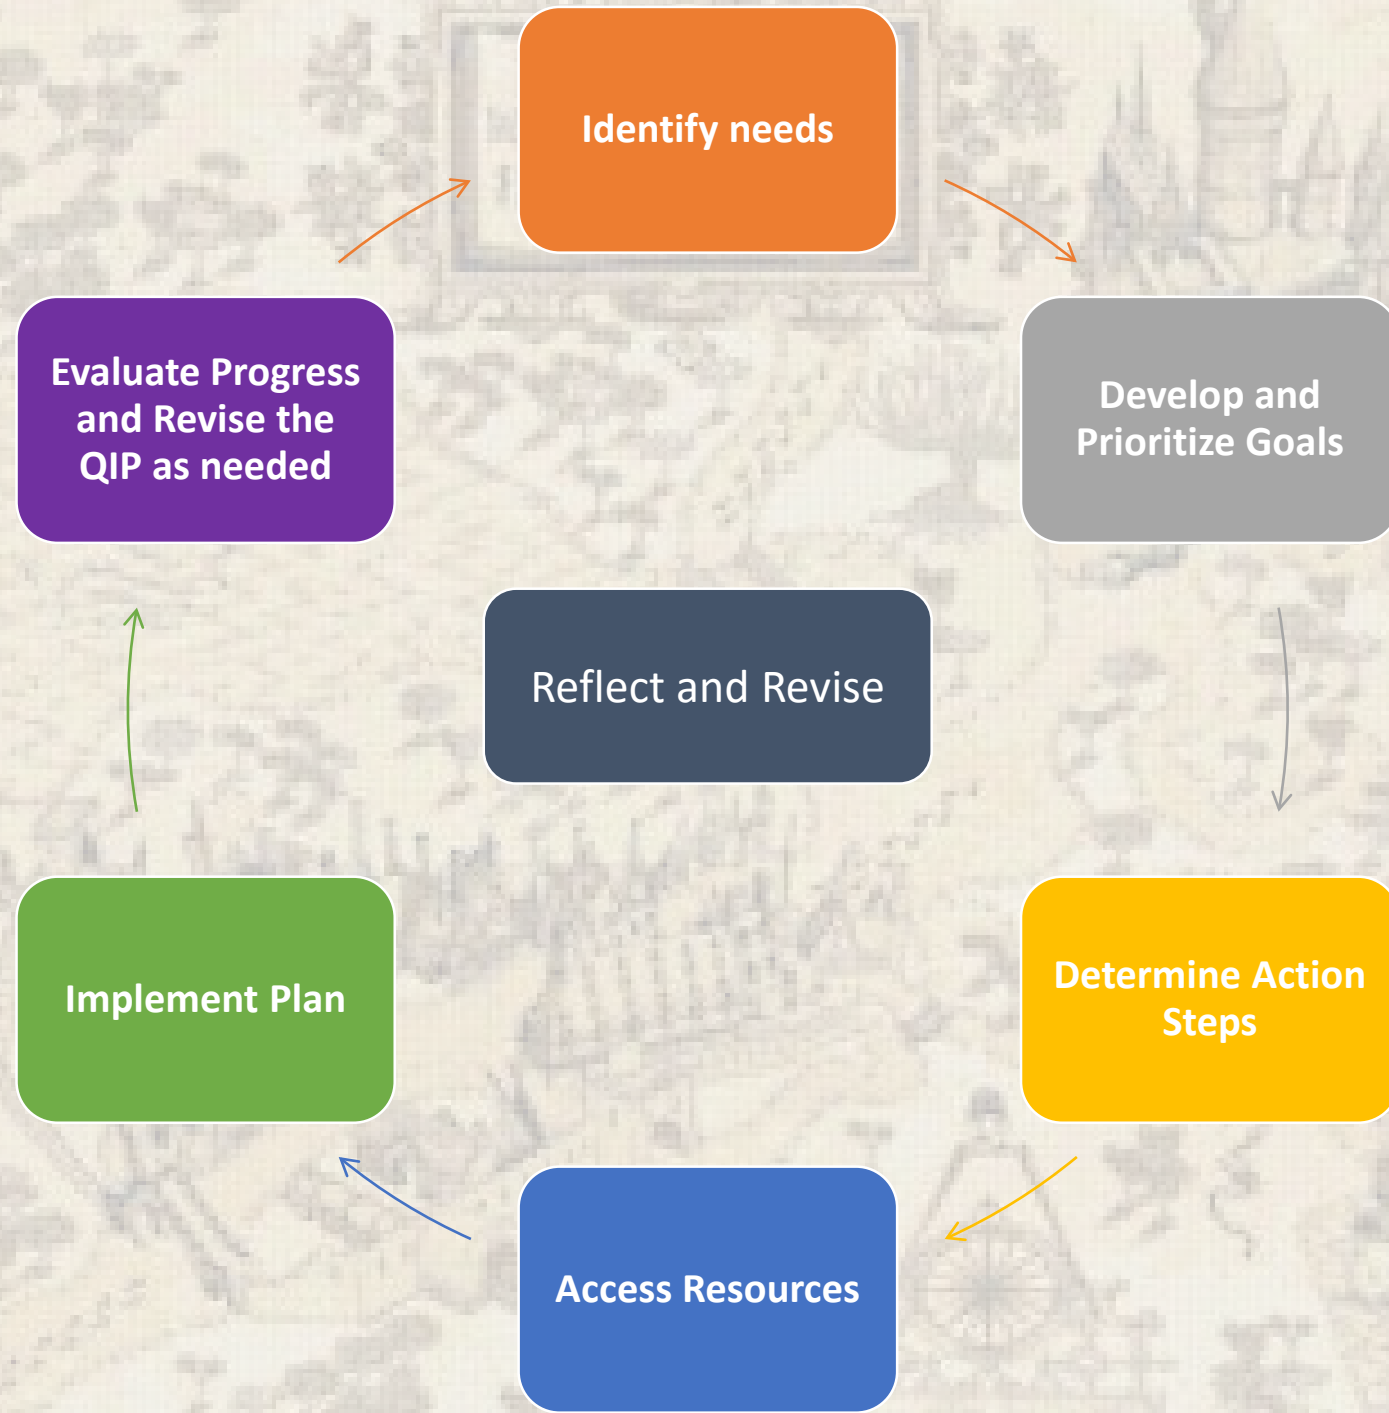 Identify needs
Develop and
Prioritize Goals
Determine Action
Steps
Access Resources
Implement Plan
Evaluate Progress
and Revise the
QIP as needed
Reflect and Revise